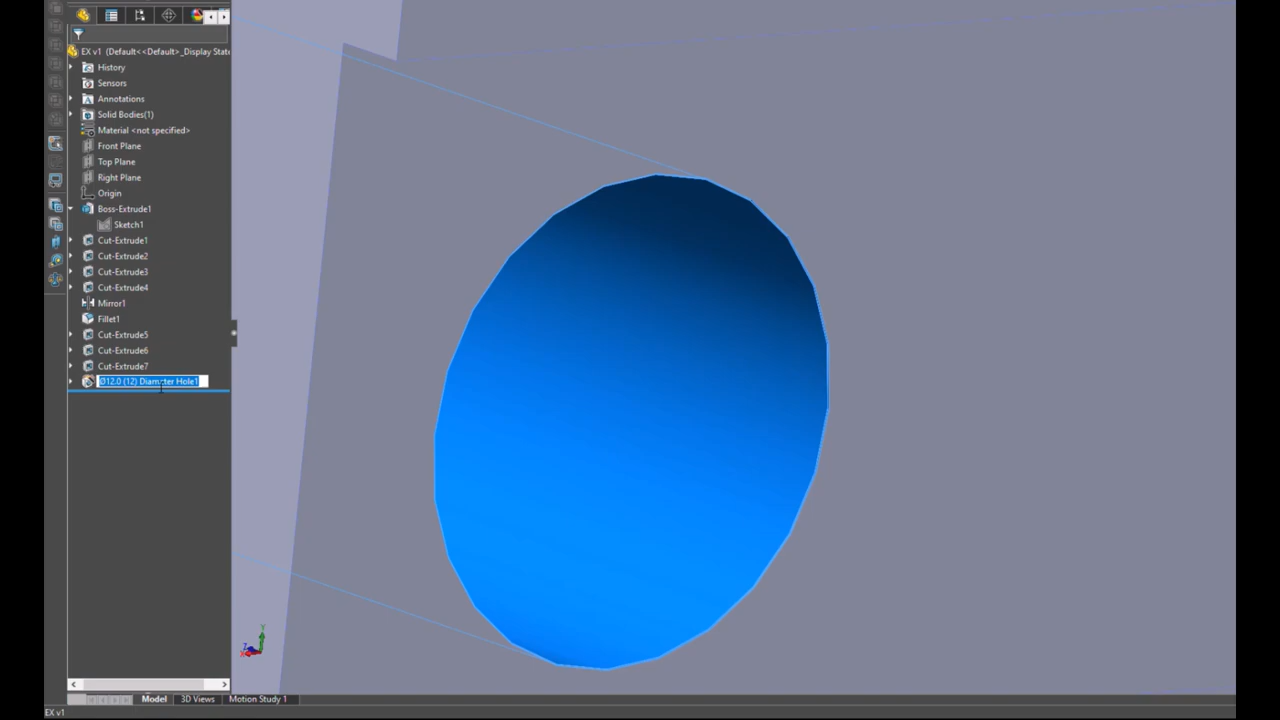 EX v1 (Default<<Default>_Display State
History
Sensors
Annotations
Solid Bodies(1)
Material <not specified>
Front Plane
Top Plane
Right Plane
Origin
Boss-Extrude1
Sketch1
Cut-Extrude1
Cut-Extrude2
Cut-Extrude3
Cut-Extrude4
Mirror1
Fillet1
Cut-Extrude5
Cut-Extrude6
Cut-Extrude7
Ø12.0 (12) Diameter Hole1
Y
Z
X
Model 3D Views Motion Study 1
EX v1